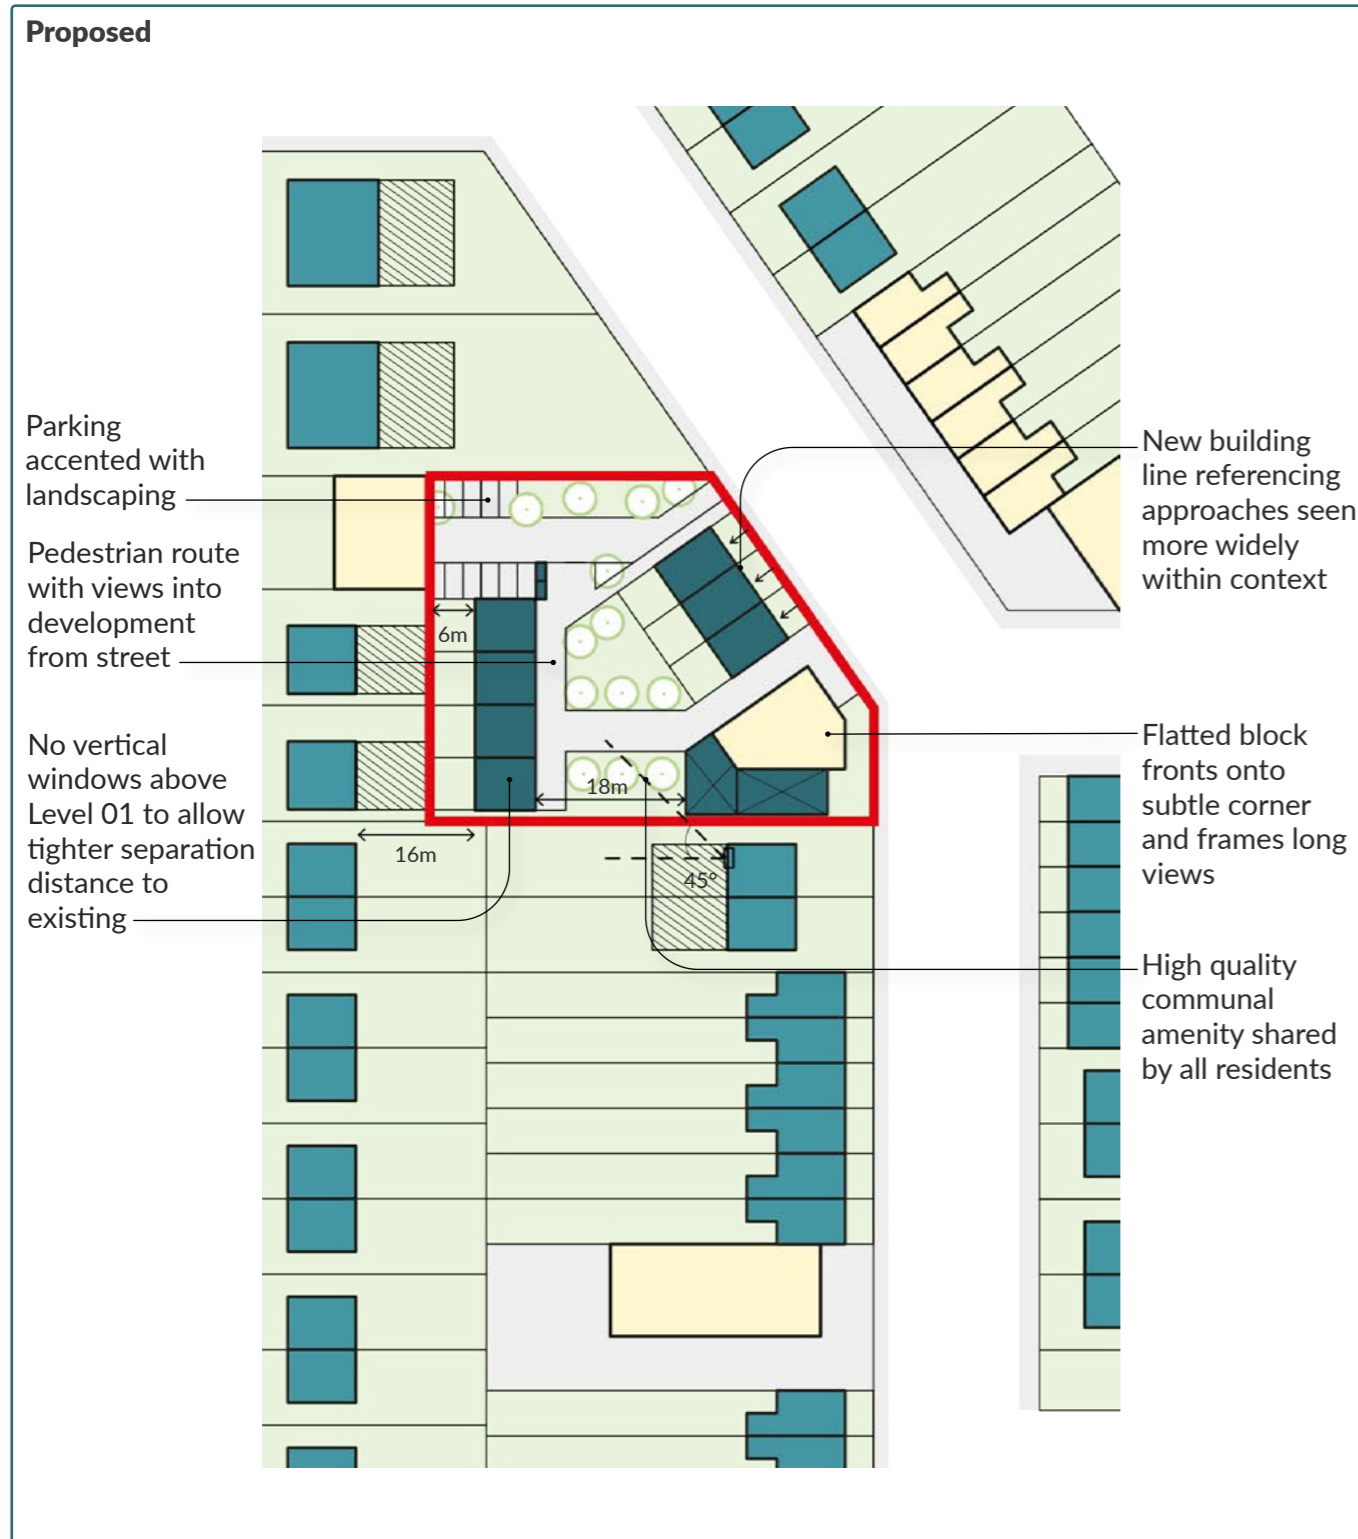 Proposed
Parking
accented with
landscaping
Pedestrian route
with views into
development
from street
No vertical
windows above
Level 01 to allow
tighter separation
distance to
existing
6m
16m
18m
45°
New building
line referencing
approaches seen
more widely
within context
Flatted block
fronts onto
subtle corner
and frames long
views
High quality
communal
amenity shared
by all residents